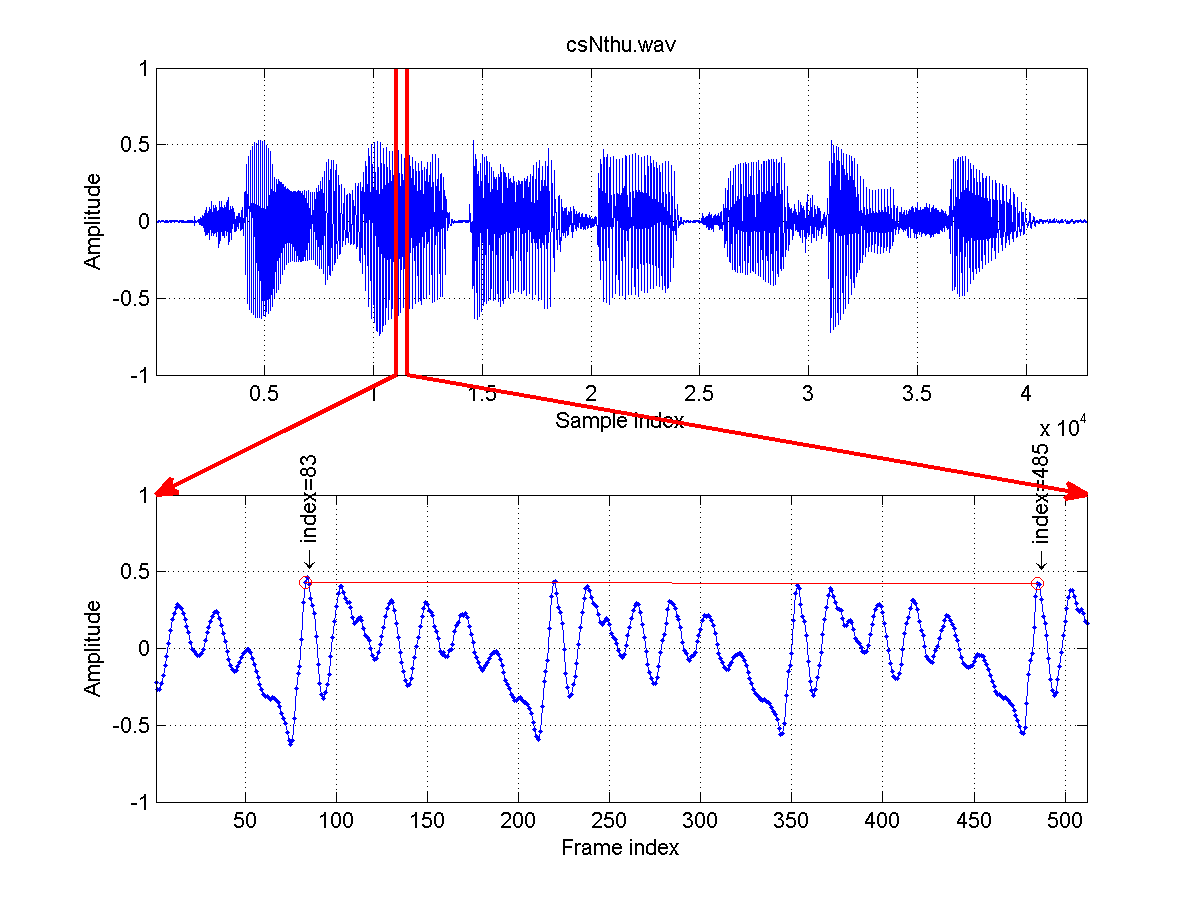 csNthu.wav
1
0.5
0
-0.5
-1
Amplitude
0.5 1 1.5 2 2.5 3 3.5 4
Sample index
x 10^4
index=83
index=485
1
0.5
0
-0.5
-1
Amplitude
50 100 150 200 250 300 350 400 450 500
Frame index